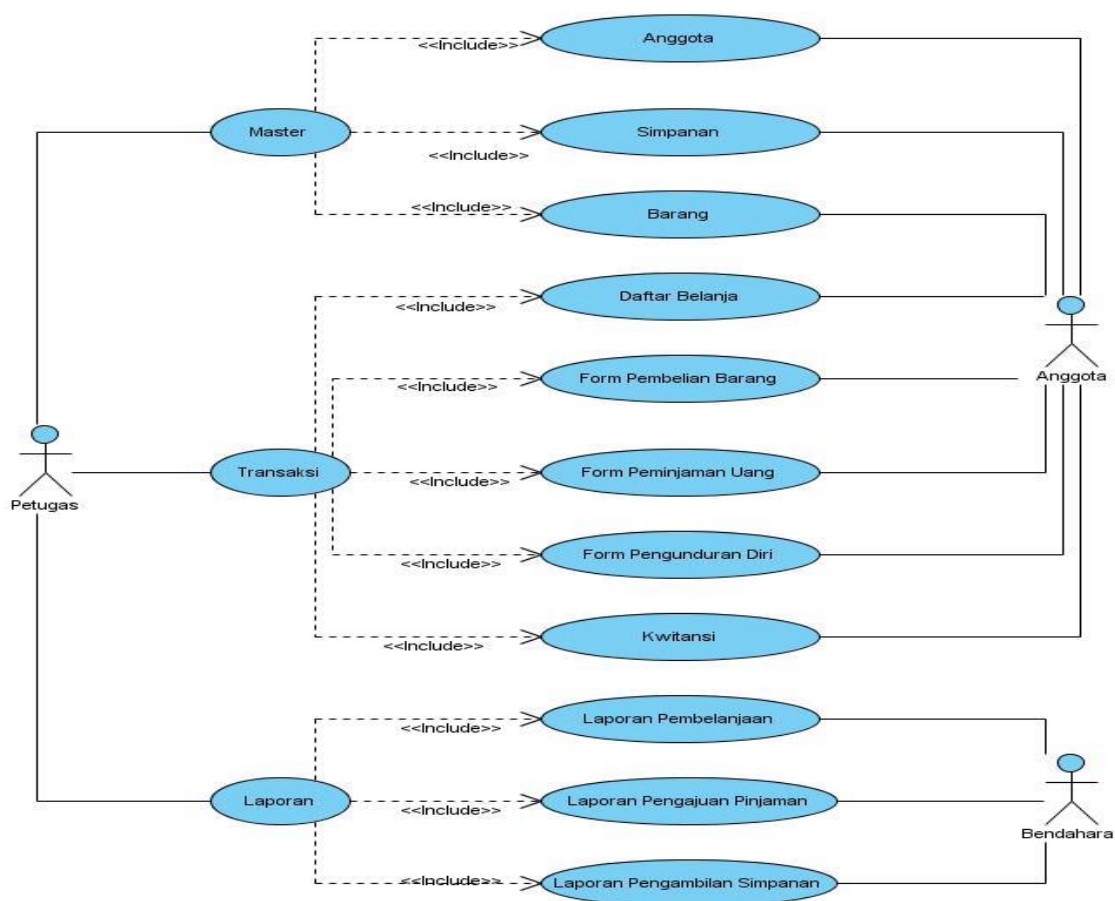 <<Include>>
Anggota
Master
Simpanan
<<Include>>
<<Include>>
Barang
Daftar Belanja
<<Include>>
Form Pembelian Barang
<<Include>>
Anggota
Transaksi
Form Peminjaman Uang
<<Include>>
Petugas
Form Pengunduran Diri
<<Include>>
Kwitansi
<<Include>>
Laporan Pembelanjaan
<<Include>>
Laporan
Laporan Pengajuan Pinjaman
<<Include>>
Bendahara
<<Include>>
Laporan Pengambilan Simpanan